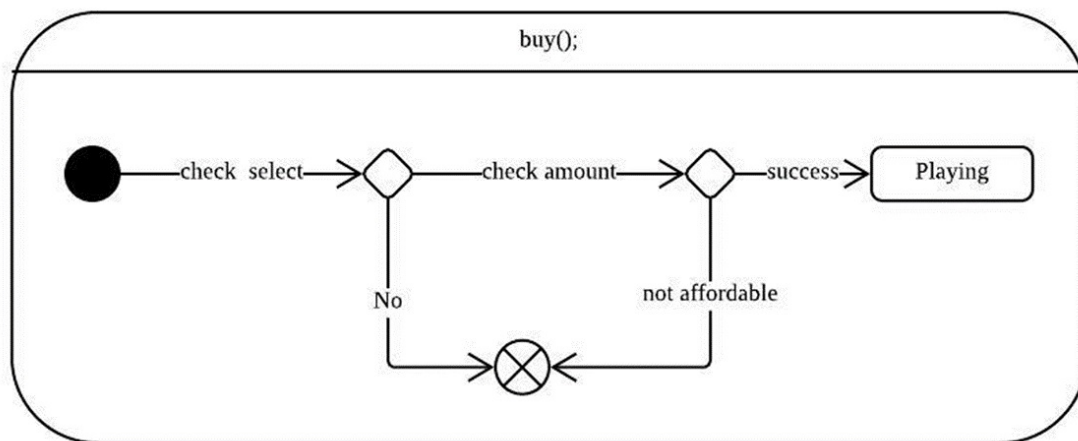 buy();
check select
check amount
success
Playing
No
not affordable